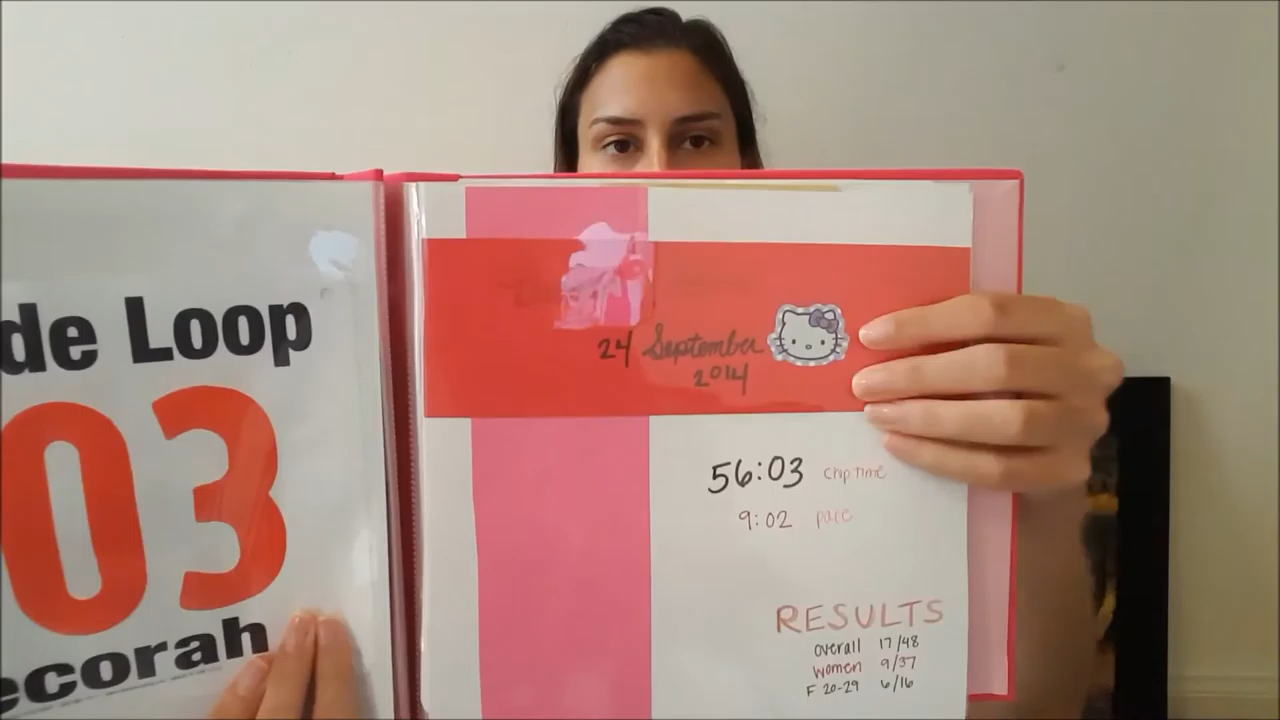 de Loop
03
ecorah
24 September
2014
56:03 chip time
9:02 pace
RESULTS
overall 17/48
women 9/37
F 20-29 6/16